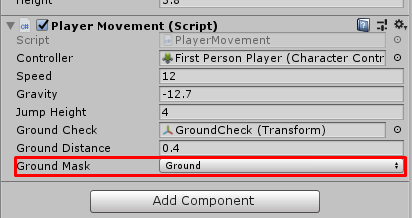 Height 3.8
Player Movement (Script)
Script PlayerMovement
Controller First Person Player (Character Contr
Speed 12
Gravity -12.7
Jump Height 4
Ground Check GroundCheck (Transform)
Ground Distance 0.4
Ground Mask Ground
Add Component